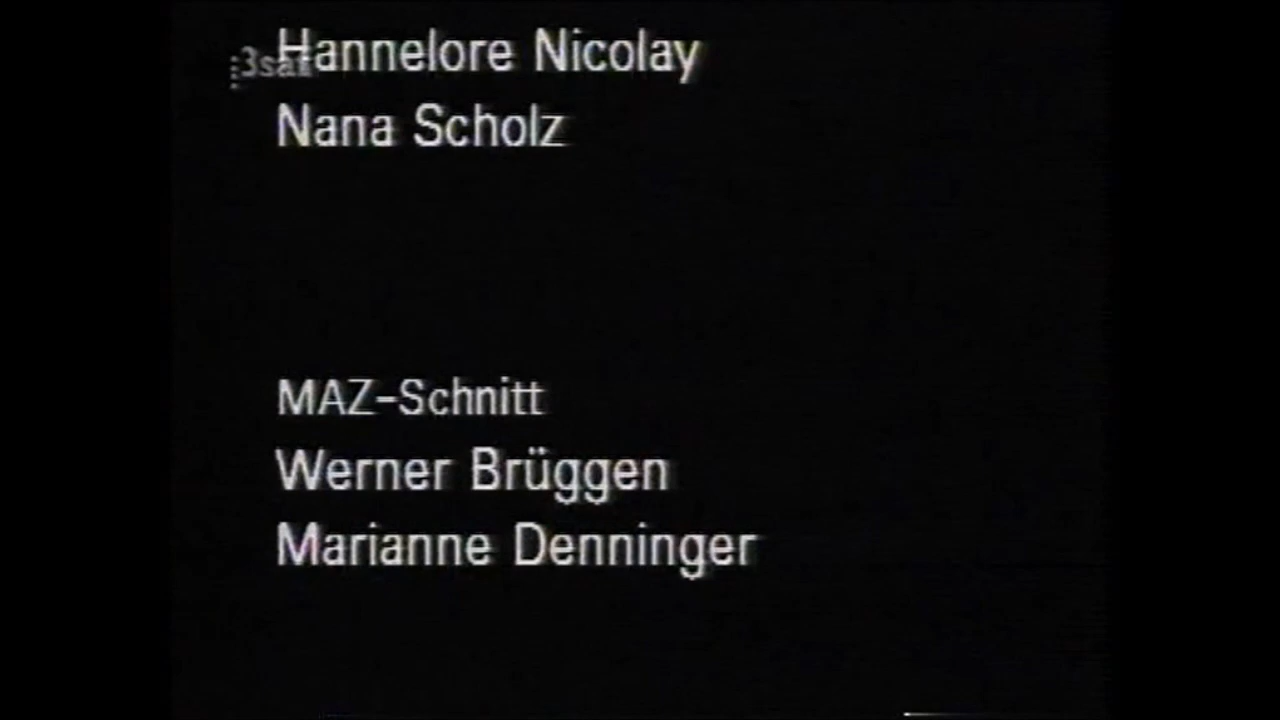 Hannelore Nicolay
3sat
Nana Scholz
MAZ-Schnitt
Werner Brüggen
Marianne Denninger